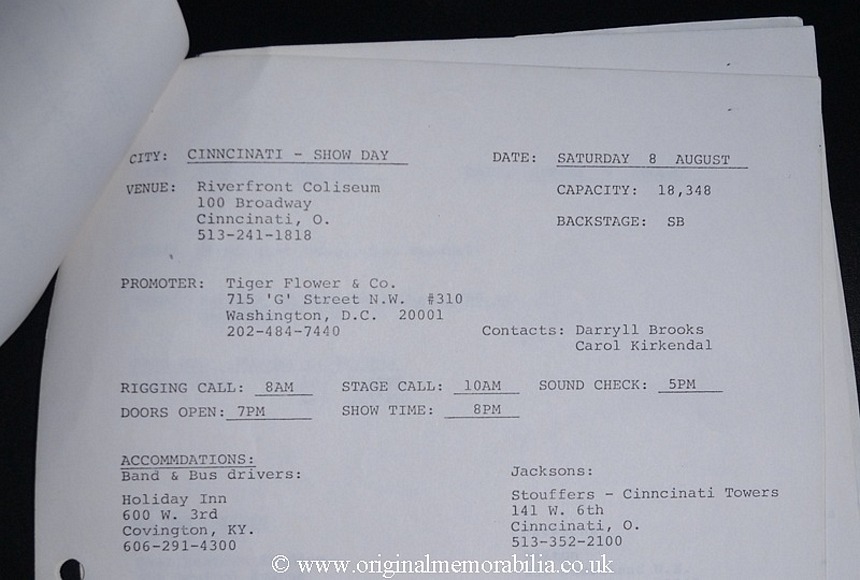 CITY: CINNCINATI - SHOW DAY
DATE: SATURDAY 8 AUGUST
VENUE: Riverfront Coliseum
100 Broadway
Cinncinati, O.
513-241-1818
CAPACITY: 18,348
BACKSTAGE: SB
PROMOTER: Tiger Flower & Co.
715 'G' Street N.W. #310
Washington, D.C. 20001
202-484-7440
Contacts: Darryll Brooks
Carol Kirkendal
RIGGING CALL: 8AM STAGE CALL: 10AM SOUND CHECK: 5PM
DOORS OPEN: 7PM SHOW TIME: 8PM
ACCOMMDATIONS:
Band & Bus drivers:
Holiday Inn
600 W. 3rd
Covington, KY.
606-291-4300
Jacksons:
Stouffers - Cinncinati Towers
141 W. 6th
Cinncinati, O.
513-352-2100
© www.originalmemorabilia.co.uk